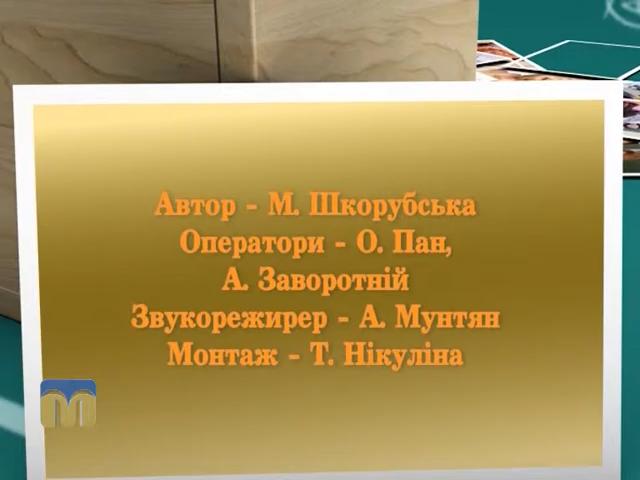 Автор - М. Шкорубська
Оператори - О. Пан,
А. Заворотній
Звукорежирер - А. Мунтян
Монтаж - Т. Нікуліна